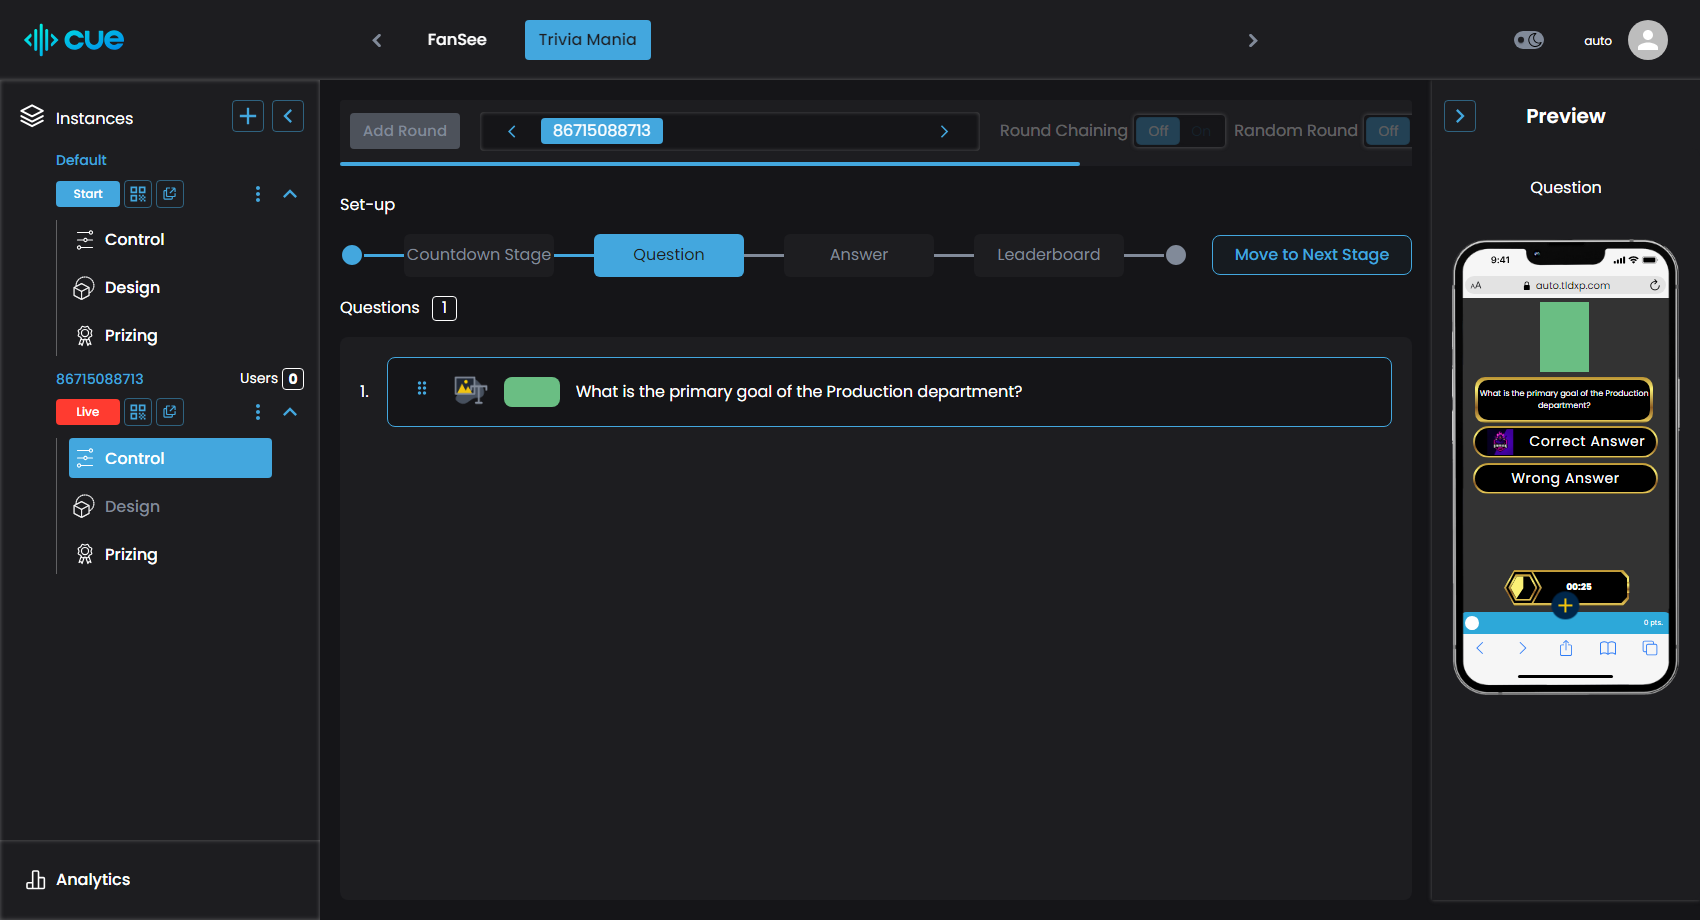 cue
FanSee
Trivia Mania
auto
Instances
Default
Start
Control
Design
Prizing
86715088713
Users 0
Live
Control
Design
Prizing
Analytics
Add Round
86715088713
Round Chaining
Off
On
Random Round
Off
Set-up
Countdown Stage
Question
Answer
Leaderboard
Move to Next Stage
Questions 1
1.
What is the primary goal of the Production department?
Preview
Question
9:41
AA
auto.tldxp.com
What is the primary goal of the Production
department?
Correct Answer
Wrong Answer
00:25
0 pts.